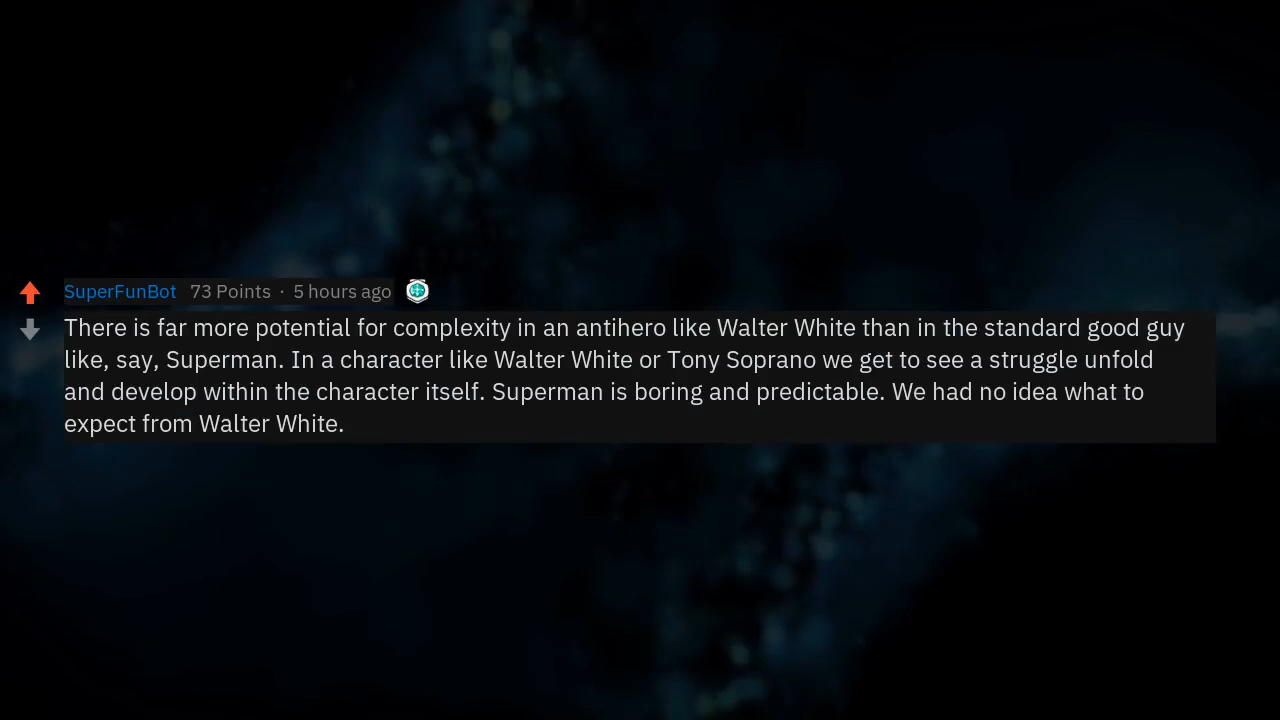 SuperFunBot 73 Points · 5 hours ago
There is far more potential for complexity in an antihero like Walter White than in the standard good guy
like, say, Superman. In a character like Walter White or Tony Soprano we get to see a struggle unfold
and develop within the character itself. Superman is boring and predictable. We had no idea what to
expect from Walter White.